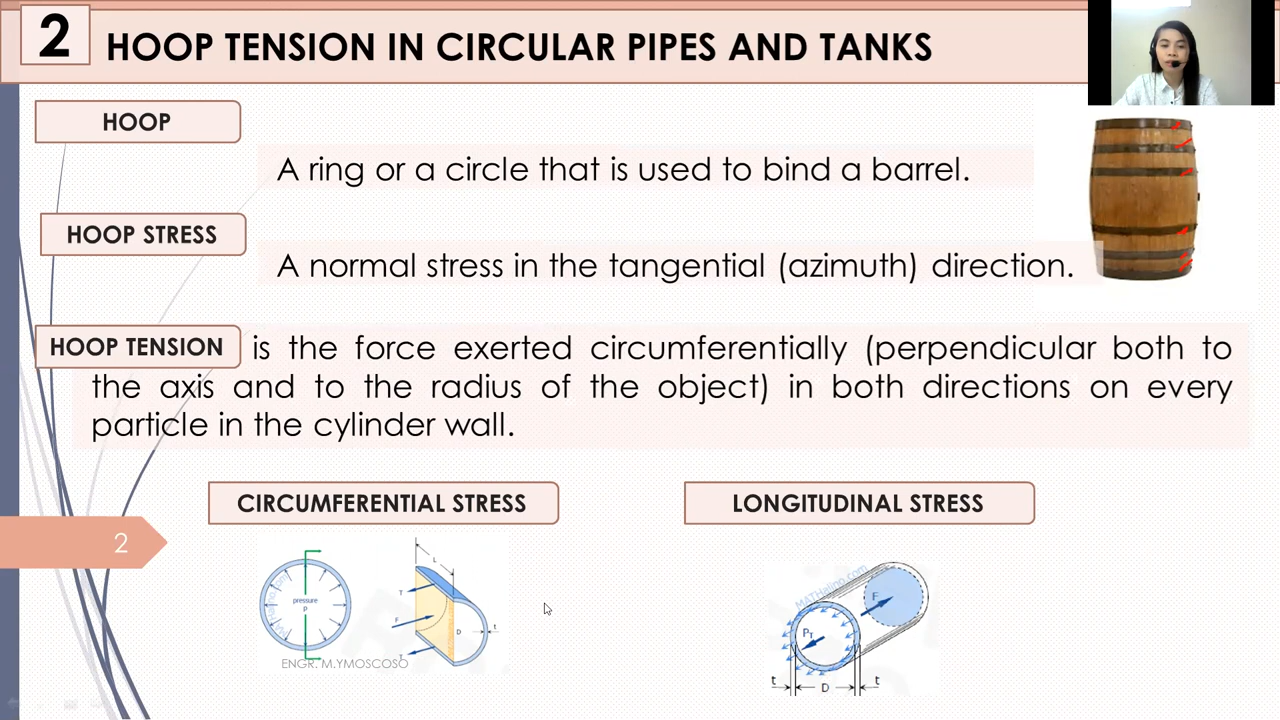 2
HOOP TENSION IN CIRCULAR PIPES AND TANKS
HOOP
A ring or a circle that is used to bind a barrel.
HOOP STRESS
A normal stress in the tangential (azimuth) direction.
HOOP TENSION is the force exerted circumferentially (perpendicular both to
the axis and to the radius of the object) in both directions on every
particle in the cylinder wall.
CIRCUMFERENTIAL STRESS
LONGITUDINAL STRESS
2
pressure
p
L
T
F
D
t
T
ENGR. M.YMOSCOSO
MATHalino.com
F
PT
t
D
t